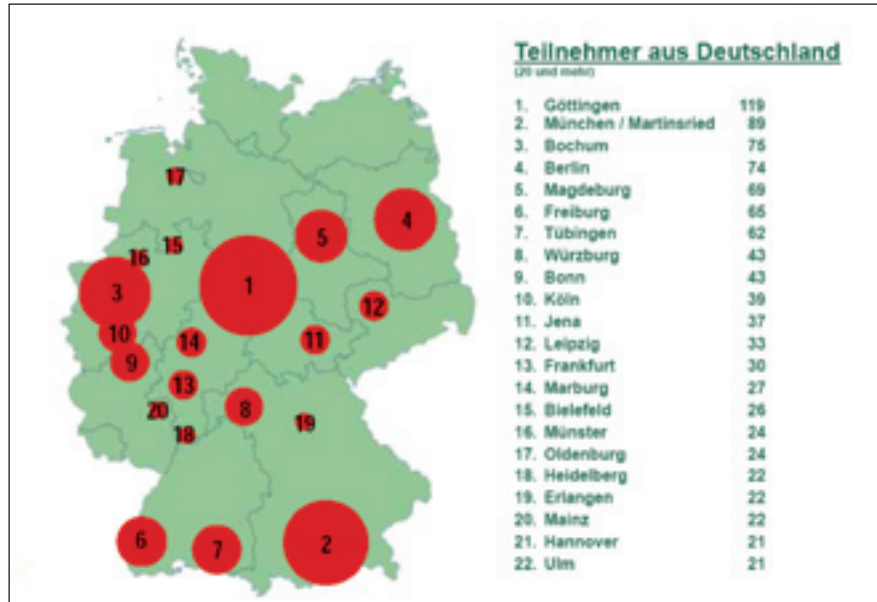 Teilnehmer aus Deutschland
(20 und mehr)
1. Göttingen 119
2. München / Martinsried 89
3. Bochum 75
4. Berlin 74
5. Magdeburg 69
6. Freiburg 65
7. Tübingen 62
8. Würzburg 43
9. Bonn 43
10. Köln 39
11. Jena 37
12. Leipzig 33
13. Frankfurt 30
14. Marburg 27
15. Bielefeld 26
16. Münster 24
17. Oldenburg 24
18. Heidelberg 22
19. Erlangen 22
20. Mainz 22
21. Hannover 21
22. Ulm 21
17
4
5
15
16
1
3
12
10
14
11
9
13
8
20
19
18
6
7
2